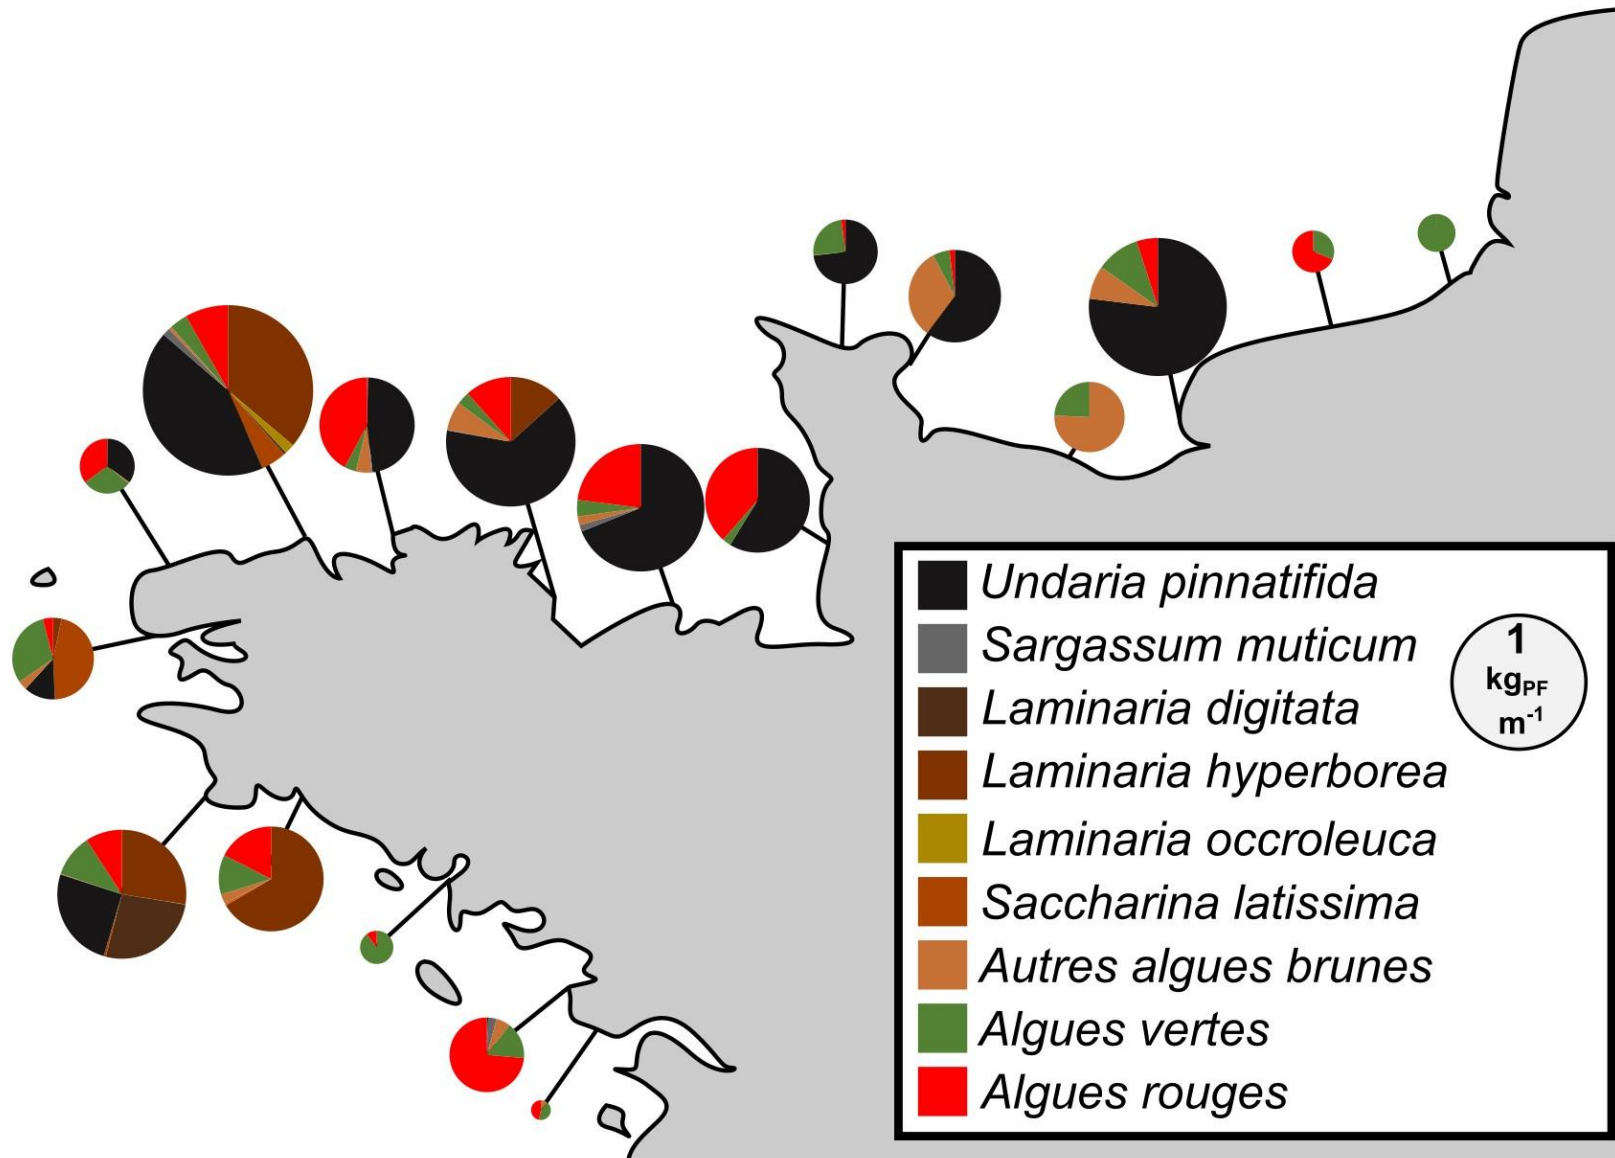 Undaria pinnatifida
Sargassum muticum
Laminaria digitata
Laminaria hyperborea
Laminaria occroleuca
Saccharina latissima
Autres algues brunes
Algues vertes
Algues rouges
1
kgPF
m-1